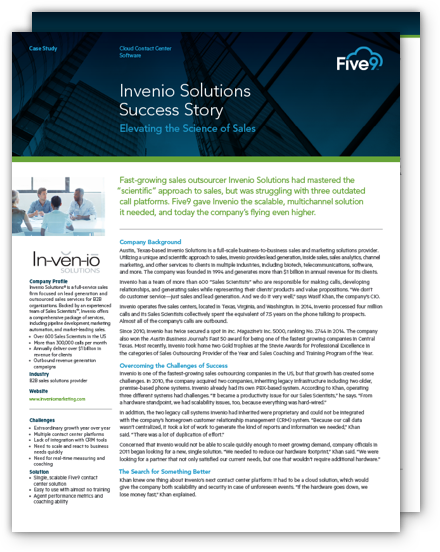 Case Study
Cloud Contact Center
Software
Five9
Invenio Solutions
Success Story
Elevating the Science of Sales
Fast-growing sales outsourcer Invenio Solutions had mastered the
"scientific" approach to sales, but was struggling with three outdated
call platforms. Five9 gave Invenio the scalable, multichannel solution
it needed, and today the company's flying even higher.
In·ven·io
SOLUTIONS
Company Profile
Invenio Solutions® is a full-service sales
firm focused on lead generation and
outsourced sales services for B2B
organizations. Backed by an experienced
team of Sales Scientists™, Invenio offers
a comprehensive package of services,
including pipeline development, marketing
automation, and market-leading sales.
• Over 600 Sales Scientists in the US
• More than 300,000 calls per month
• Annually deliver over $1 billion in
revenue for clients
• Outbound revenue generation
campaigns
Industry
B2B sales solutions provider
Website
www.inveniomarketing.com
Challenges
• Extraordinary growth year over year
• Multiple contact center platforms
• Lack of integration with CRM tools
• Need to scale and react to business
needs quickly
• Need for real-time measuring and
coaching
Solution
• Single, scalable Five9 contact
center solution
• Easy to use with almost no training
• Agent performance metrics and
coaching ability
Company Background
Austin, Texas-based Invenio Solutions is a full-scale business-to-business sales and marketing solutions provider.
Utilizing a unique and scientific approach to sales, Invenio provides lead generation, inside sales, sales analytics, channel
marketing, and other services to clients in multiple industries, including biotech, telecommunications, software,
and more. The company was founded in 1994 and generates more than $1 billion in annual revenue for its clients.
Invenio has a team of more than 600 "Sales Scientists" who are responsible for making calls, developing
relationships, and generating sales while representing their clients' products and value propositions. "We don't
do customer service—just sales and lead generation. And we do it very well," says Wasif Khan, the company's CIO.
Invenio operates five sales centers, located in Texas, Virginia, and Washington. In 2014, Invenio processed four million
calls and its Sales Scientists collectively spent the equivalent of 7.5 years on the phone talking to prospects.
Almost all of the company's calls are outbound.
Since 2010, Invenio has twice secured a spot in Inc. Magazine's Inc. 5000, ranking No. 2744 in 2014. The company
also won the Austin Business Journal's Fast 50 award for being one of the fastest growing companies in Central
Texas. Most recently, Invenio took home two Gold trophies at the Stevie Awards for Professional Excellence in
the categories of Sales Outsourcing Provider of the Year and Sales Coaching and Training Program of the Year.
Overcoming the Challenges of Success
Invenio is one of the fastest-growing sales outsourcing companies in the US, but that growth has created some
challenges. In 2010, the company acquired two companies, inheriting legacy infrastructure including two older,
premise-based phone systems. Invenio already had its own PBX-based system. According to Khan, operating
three different systems had challenges. "It became a productivity issue for our Sales Scientists," he says. "From
a hardware standpoint, we had scalability issues, too, because everything was hard-wired."
In addition, the two legacy call systems Invenio had inherited were proprietary and could not be integrated
with the company's homegrown customer relationship management (CRM) system. "Because our call data
wasn't centralized, it took a lot of work to generate the kind of reports and information we needed," Khan
said. "There was a lot of duplication of effort."
Concerned that Invenio would not be able to scale quickly enough to meet growing demand, company officials in
2011 began looking for a new, single solution. "We needed to reduce our hardware footprint," Khan said. "We were
looking for a partner that not only satisfied our current needs, but one that wouldn't require additional hardware."
The Search for Something Better
Khan knew one thing about Invenio's next contact center platform: it had to be a cloud solution, which would
give the company both scalability and security in case of unforeseen events. "If the hardware goes down, we
lose money fast," Khan explained.